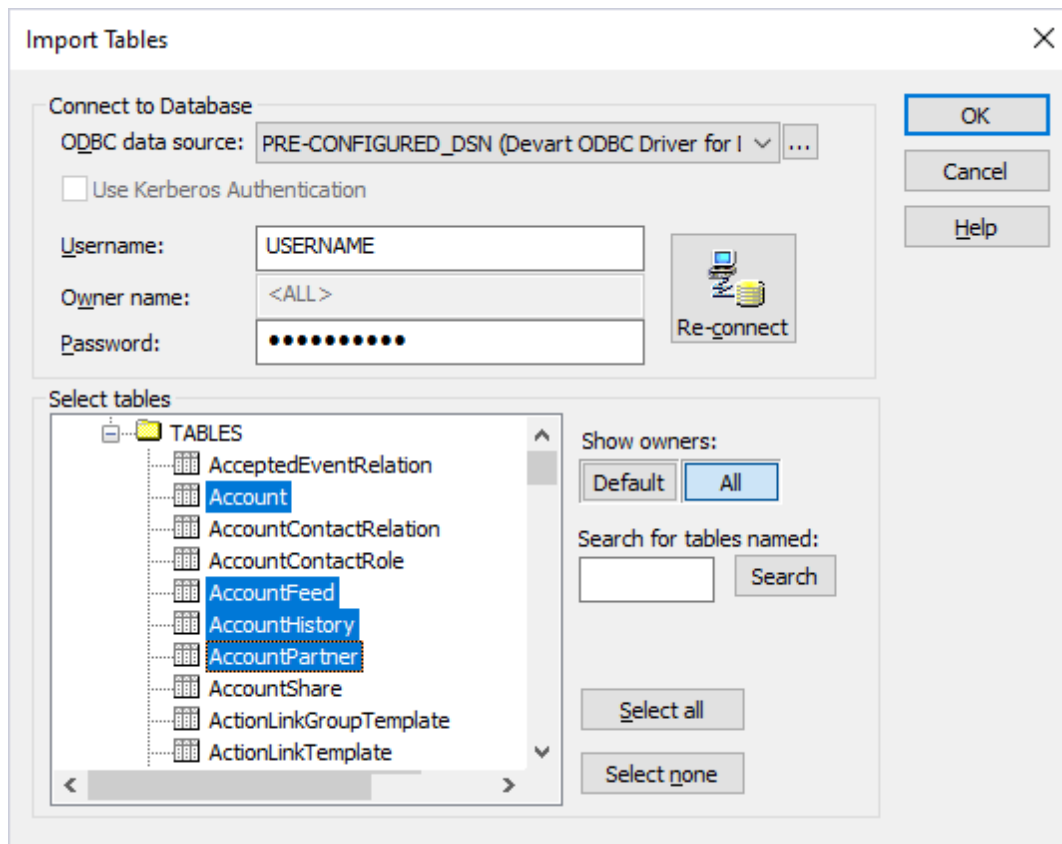 Import Tables
Connect to Database
ODBC data source: PRE-CONFIGURED_DSN (Devart ODBC Driver for I
...
OK
Use Kerberos Authentication
Cancel
Username: USERNAME
Help
Owner name: <ALL>
Re-connect
Password: ●●●●●●●●●●
Select tables
TABLES
AcceptedEventRelation
Account
AccountContactRelation
AccountContactRole
AccountFeed
AccountHistory
AccountPartner
AccountShare
ActionLinkGroupTemplate
ActionLinkTemplate
Show owners:
Default All
Search for tables named:
Search
Select all
Select none